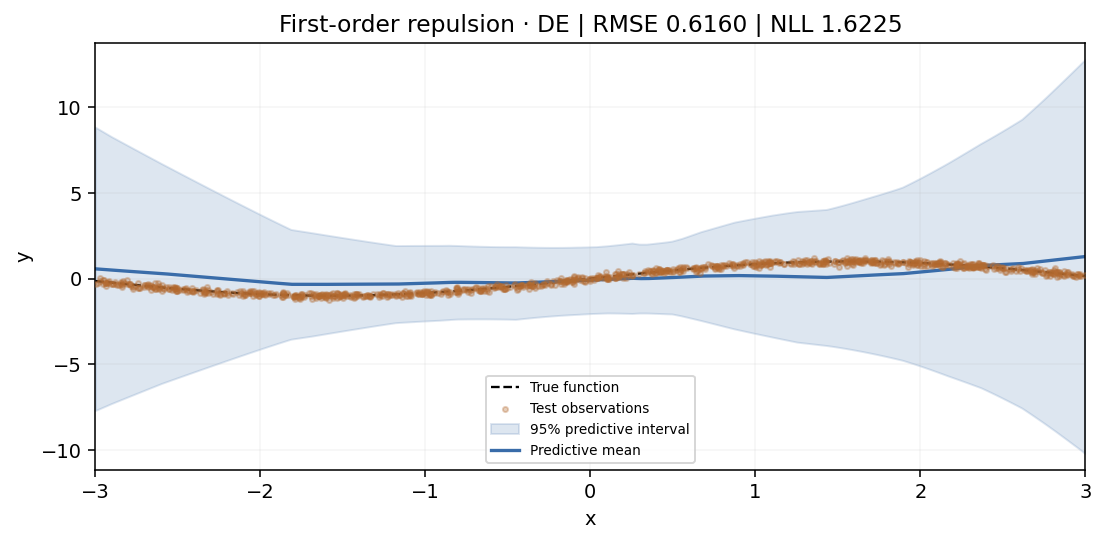 First-order repulsion · DE | RMSE 0.6160 | NLL 1.6225
10
5
0
−5
−10
y
−3
−2
−1
0
1
2
3
x
True function
Test observations
95% predictive interval
Predictive mean